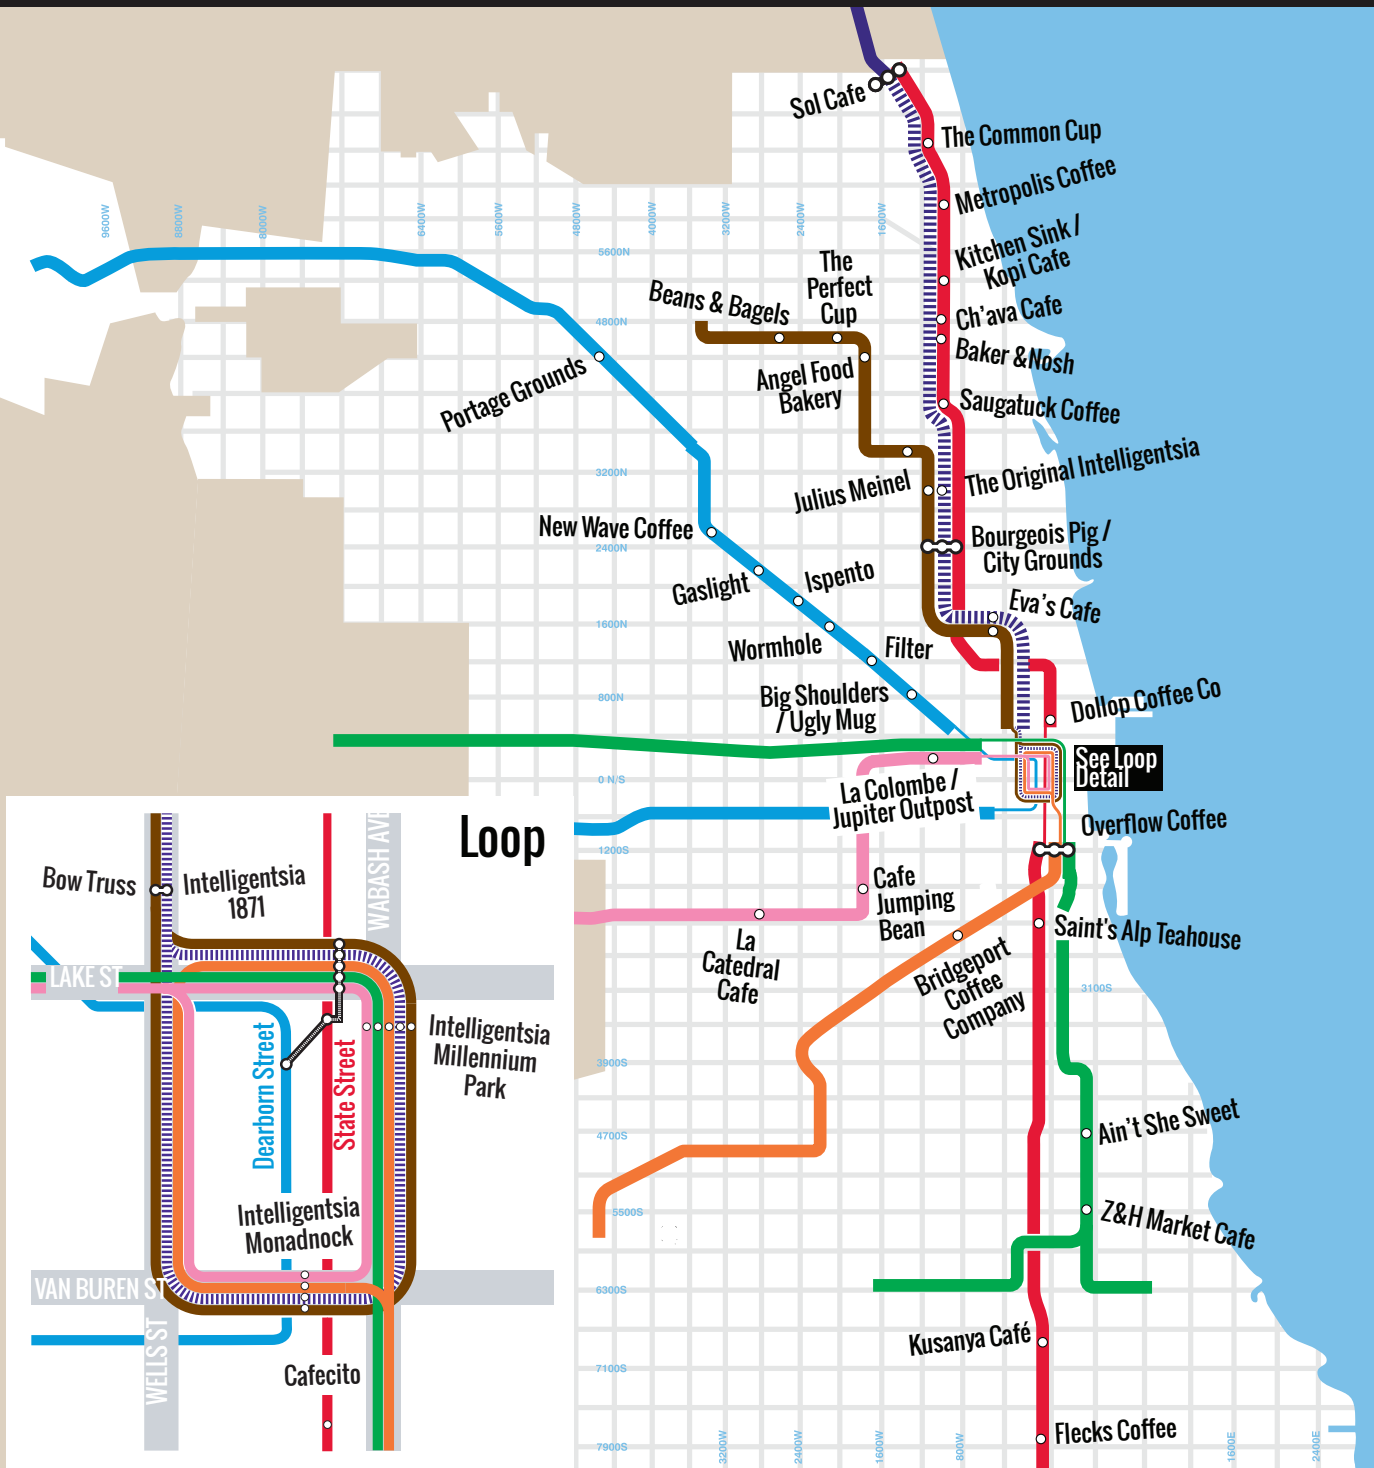 Sol Cafe
The Common Cup
Metropolis Coffee
9600W
8800W
8000W
6400W
5600W
4800W
4000W
3200W
2400W
1600W
5600N
Kitchen Sink /
Kopi Cafe
The
Perfect
Cup
Beans & Bagels
4800N
Ch'ava Cafe
Baker &Nosh
Portage Grounds
Angel Food
Bakery
Saugatuck Coffee
3200N
Julius Meinel
The Original Intelligentsia
New Wave Coffee
2400N
Bourgeois Pig /
City Grounds
Gaslight
Ispento
Eva's Cafe
1600N
Wormhole
Filter
800N
Big Shoulders
/ Ugly Mug
Dollop Coffee Co
See Loop
Detail
0 N/S
La Colombe /
Jupiter Outpost
Overflow Coffee
1200S
Cafe
Jumping
Bean
La
Catedral
Cafe
Saint's Alp Teahouse
Bridgeport
Coffee
Company
3100S
3900S
4700S
Ain't She Sweet
5500S
Z&H Market Cafe
6300S
Kusanya Café
7100S
Flecks Coffee
7900S
3200W
2400W
1600W
800W
1600E
2400E
Loop
WABASH AVE
Bow Truss
Intelligentsia
1871
LAKE ST
Dearborn Street
State Street
Intelligentsia
Millennium
Park
Intelligentsia
Monadnock
VAN BUREN ST
WELLS ST
Cafecito